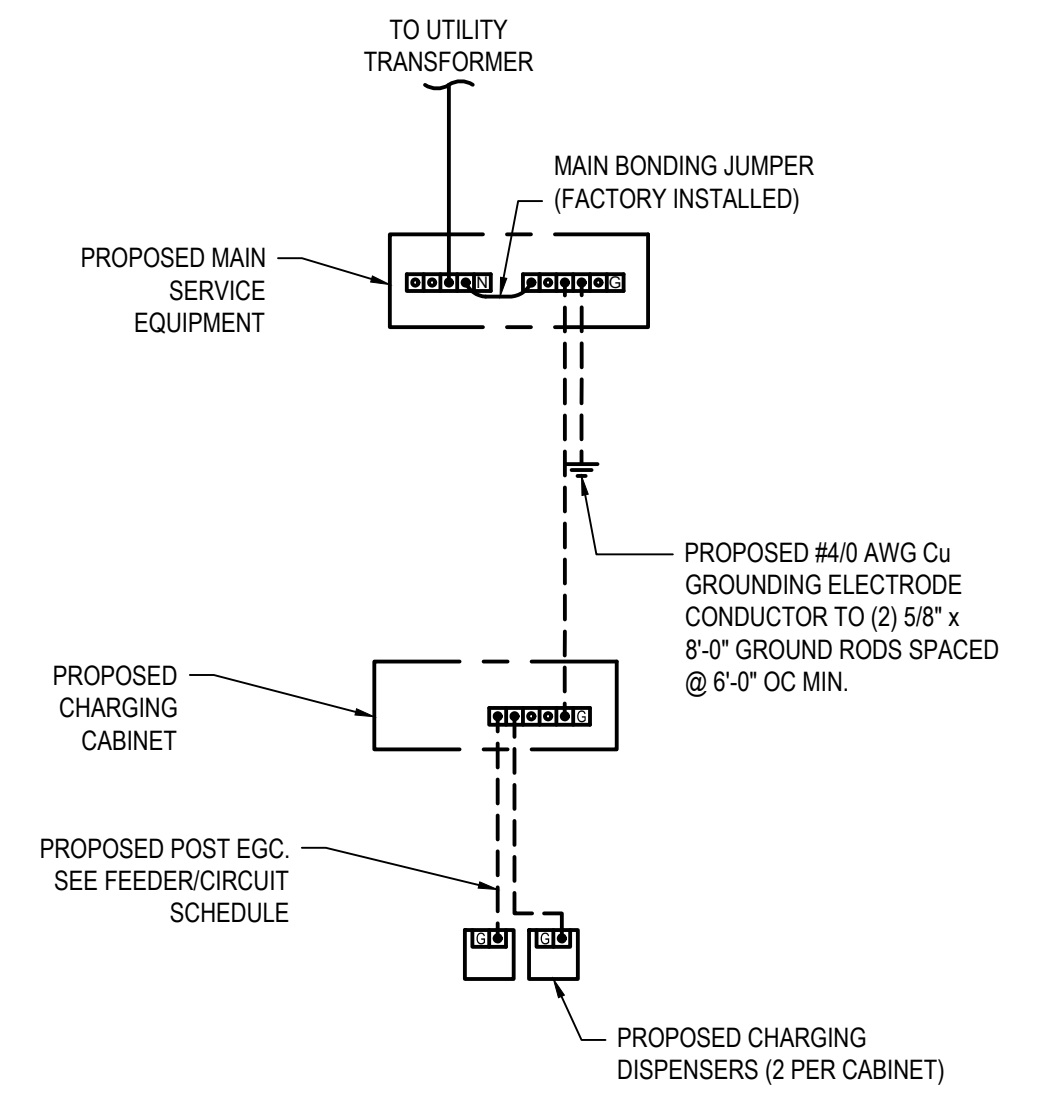 TO UTILITY
TRANSFORMER
MAIN BONDING JUMPER
(FACTORY INSTALLED)
PROPOSED MAIN
SERVICE
EQUIPMENT
N
G
PROPOSED #4/0 AWG Cu
GROUNDING ELECTRODE
CONDUCTOR TO (2) 5/8" x
8'-0" GROUND RODS SPACED
@ 6'-0" OC MIN.
PROPOSED
CHARGING
CABINET
G
PROPOSED POST EGC.
SEE FEEDER/CIRCUIT
SCHEDULE
G
G
PROPOSED CHARGING
DISPENSERS (2 PER CABINET)